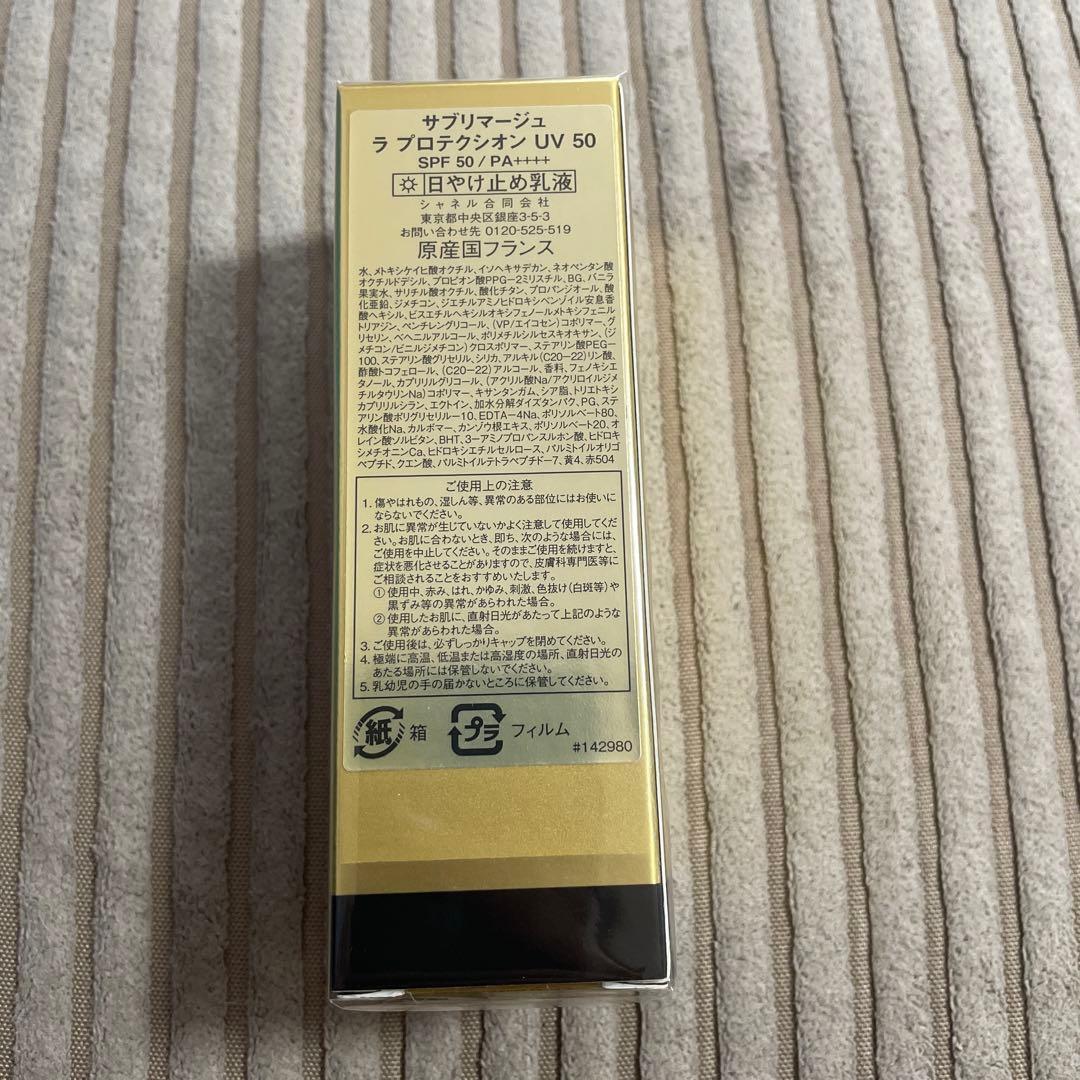 サブリマージュ
ラ プロテクシオン UV 50
SPF 50 / PA++++
日やけ止め乳液
シャネル合同会社
東京都中央区銀座3-5-3
お問い合わせ先 0120-525-519
原産国フランス
水、メトキシケイヒ酸オクチル、イソヘキサデカン、ネオペンタン酸
オクチルドデシル、プロピオン酸PPG-2ミリスチル、BG、バニラ
果実水、サリチル酸オクチル、酸化チタン、プロパンジオール、酸
化亜鉛、ジメチコン、ジエチルアミノヒドロキシベンゾイル安息香
酸ヘキシル、ビスエチルヘキシルオキシフェノールメトキシフェニル
トリアジン、ペンチレングリコール、(VP/エイコセン)コポリマー、グ
リセリン、ベヘニルアルコール、ポリメチルシルセスキオキサン、(ジ
メチコン/ビニルジメチコン)クロスポリマー、ステアリン酸PEG-
100、ステアリン酸グリセリル、シリカ、アルキル(C20-22)リン酸、
酢酸トコフェロール、(C20-22)アルコール、香料、フェノキシエ
タノール、カプリリルグリコール、(アクリル酸Na/アクリロイルジメ
チルタウリンNa)コポリマー、キサンタンガム、シア脂、トリエトキシ
カプリリルシラン、エクトイン、加水分解ダイズタンパク、PG、ステ
アリン酸ポリグリセリル-10、EDTA-4Na、ポリソルベート80、
水酸化Na、カルボマー、カンゾウ根エキス、ポリソルベート20、オ
レイン酸ソルビタン、BHT、3-アミノプロパンスルホン酸、ヒドロキ
シメチオニンCa、ヒドロキシエチルセルロース、パルミトイルオリゴ
ペプチド、クエン酸、パルミトイルテトラペプチド-7、黄4、赤504
ご使用上の注意
1. 傷やはれもの、湿しん等、異常のある部位にはお使いに
ならないでください。
2. お肌に異常が生じていないかよく注意して使用してくだ
さい。お肌に合わないとき、即ち、次のような場合には、
ご使用を中止してください。そのままご使用を続けますと、
症状を悪化させることがありますので、皮膚科専門医等に
ご相談されることをおすすめいたします。
① 使用中、赤み、はれ、かゆみ、刺激、色抜け(白斑等)や
黒ずみ等の異常があらわれた場合。
② 使用したお肌に、直射日光があたって上記のような
異常があらわれた場合。
3. ご使用後は、必ずしっかりキャップを閉めてください。
4. 極端に高温、低温または高湿度の場所、直射日光の
あたる場所には保管しないでください。
5. 乳幼児の手の届かないところに保管してください。
紙 箱 プラ フィルム
#142980